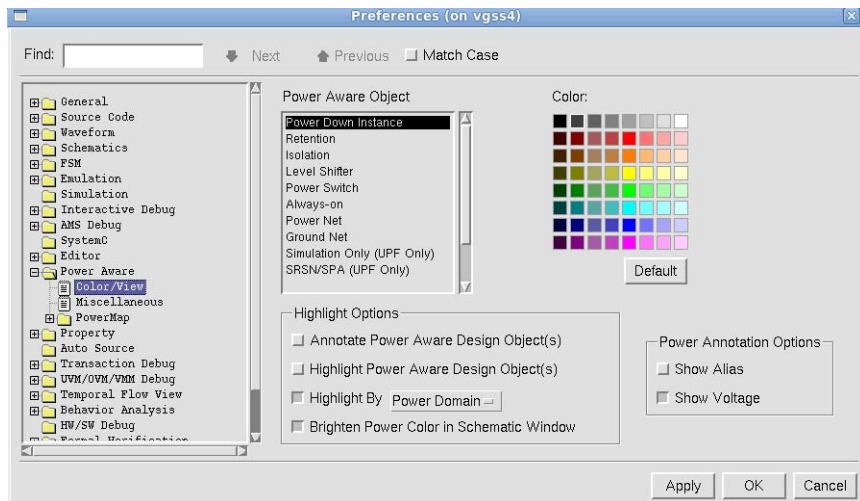 Preferences (on vgss4)
Find:
Next
Previous
Match Case
General
Source Code
Waveform
Schematics
FSM
Emulation
Simulation
Interactive Debug
AMS Debug
SystemC
Editor
Power Aware
Color/View
Miscellaneous
PowerMap
Property
Auto Source
Transaction Debug
UVM/OVM/VMM Debug
Temporal Flow View
Behavior Analysis
HW/SW Debug
Formal Verification
Power Aware Object
Power Down Instance
Retention
Isolation
Level Shifter
Power Switch
Always-on
Power Net
Ground Net
Simulation Only (UPF Only)
SRSN/SPA (UPF Only)
Color:
Default
Highlight Options
Annotate Power Aware Design Object(s)
Highlight Power Aware Design Object(s)
Highlight By Power Domain
Brighten Power Color in Schematic Window
Power Annotation Options
Show Alias
Show Voltage
Apply
OK
Cancel